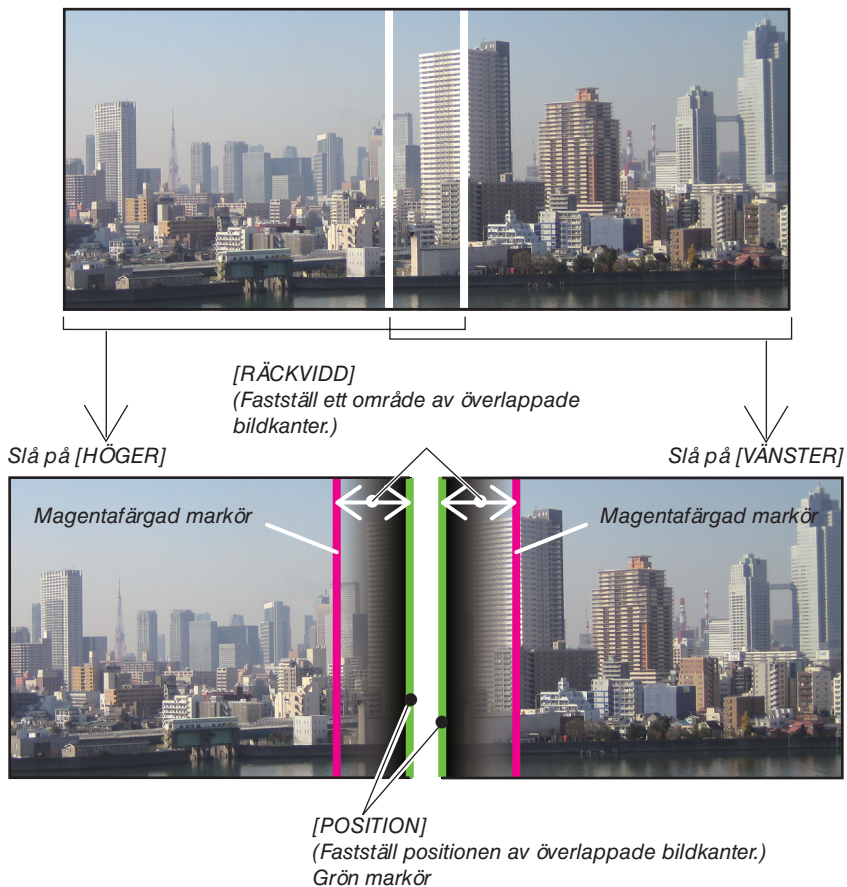 [RÄCKVIDD]
(Fastställ ett område av överlappade
bildkanter.)
Slå på [HÖGER]
Slå på [VÄNSTER]
Magentafärgad markör
Magentafärgad markör
[POSITION]
(Fastställ positionen av överlappade bildkanter.)
Grön markör